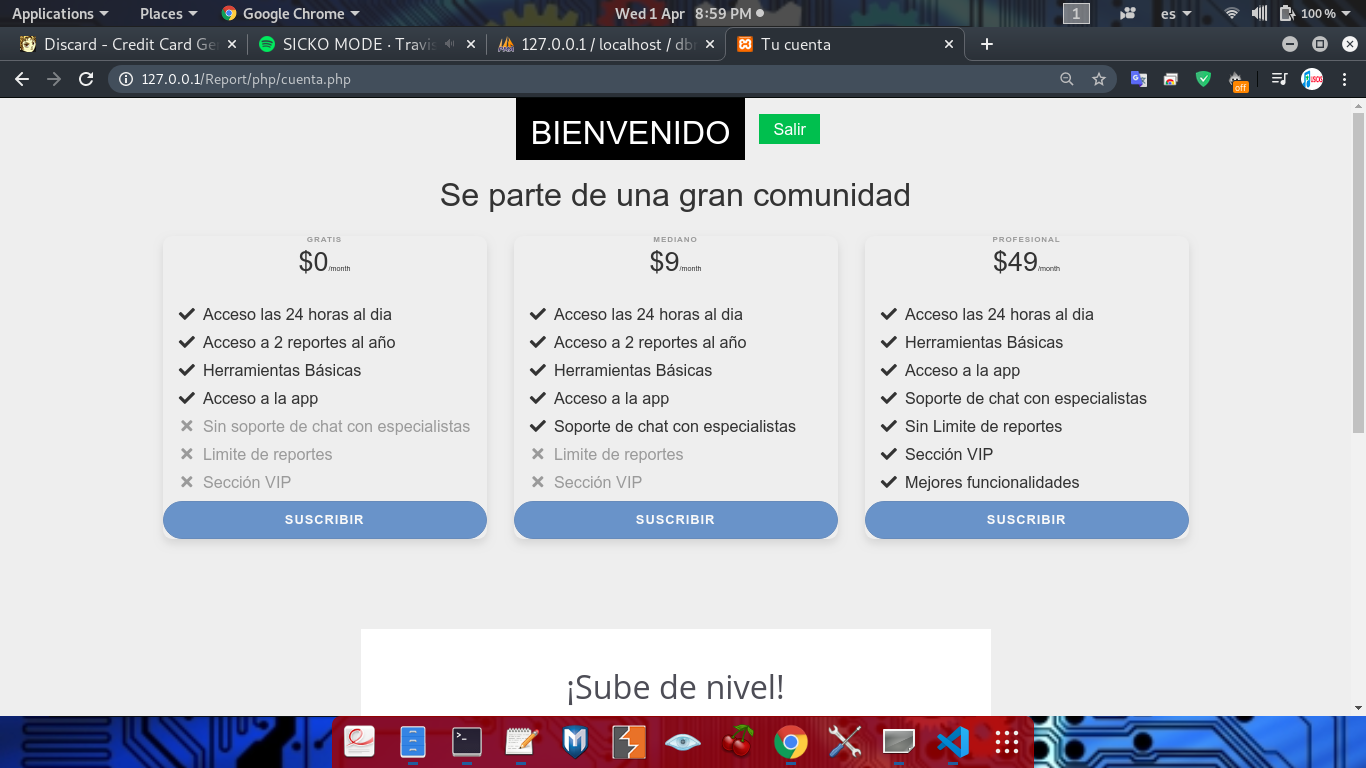 Applications Places Google Chrome Wed 1 Apr 8:59 PM 1 es 100 %
Discard - Credit Card Ge SICKO MODE · Travis 127.0.0.1 / localhost / db Tu cuenta
127.0.0.1/Report/php/cuenta.php
off
BIENVENIDO Salir
Se parte de una gran comunidad
GRATIS
$0/month
Acceso las 24 horas al dia
Acceso a 2 reportes al año
Herramientas Básicas
Acceso a la app
Sin soporte de chat con especialistas
Limite de reportes
Sección VIP
SUSCRIBIR
MEDIANO
$9/month
Acceso las 24 horas al dia
Acceso a 2 reportes al año
Herramientas Básicas
Acceso a la app
Soporte de chat con especialistas
Limite de reportes
Sección VIP
SUSCRIBIR
PROFESIONAL
$49/month
Acceso las 24 horas al dia
Herramientas Básicas
Acceso a la app
Soporte de chat con especialistas
Sin Limite de reportes
Sección VIP
Mejores funcionalidades
SUSCRIBIR
¡Sube de nivel!